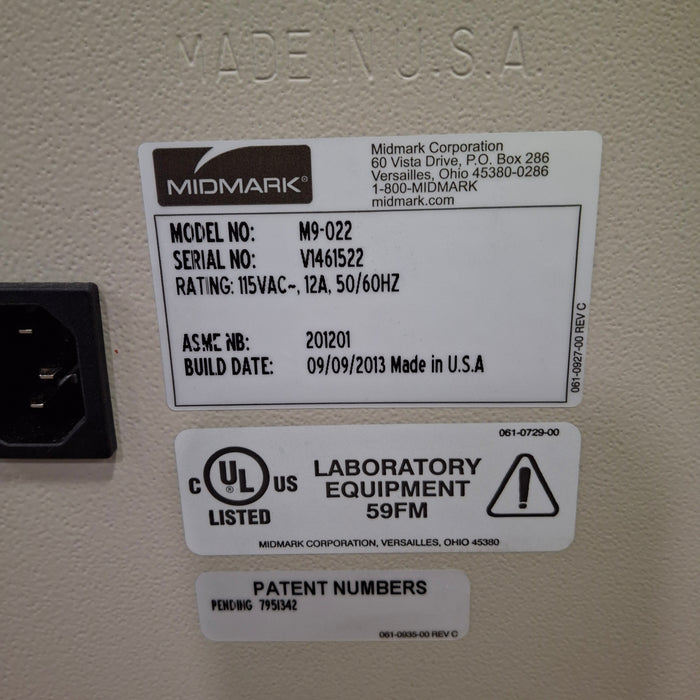 MADE IN U.S.A.
MIDMARK®
Midmark Corporation
60 Vista Drive, P.O. Box 286
Versailles, Ohio 45380-0286
1-800-MIDMARK
midmark.com
MODEL NO: M9-022
SERIAL NO: V1461522
RATING: 115VAC~, 12A, 50/60HZ
ASME NB: 201201
BUILD DATE: 09/09/2013 Made in U.S.A
061-0927-00 REV C
061-0729-00
C UL US
®
LISTED
LABORATORY
EQUIPMENT
59FM
!
MIDMARK CORPORATION, VERSAILLES, OHIO 45380
PATENT NUMBERS
PENDING 7951342
061-0935-00 REV C